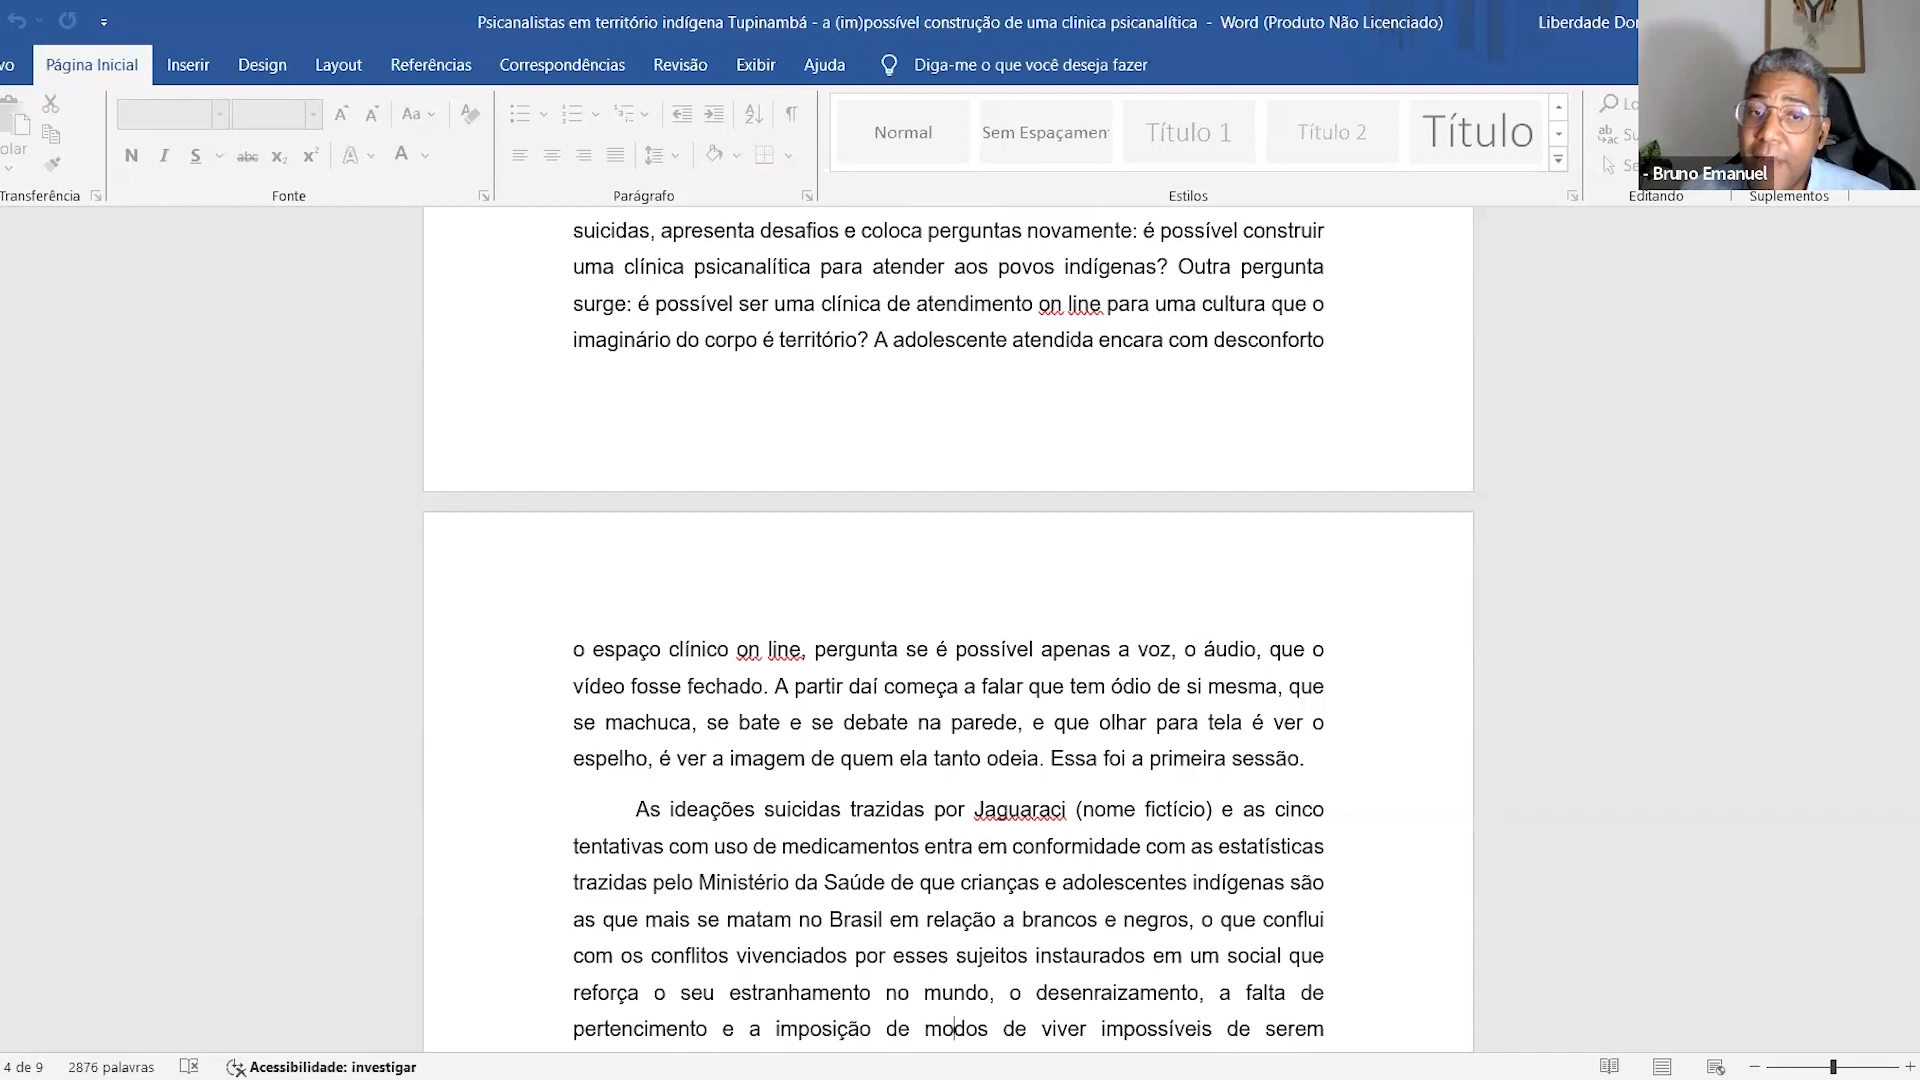 Psicanalistas em território indígena Tupinambá - a (im)possível construção de uma clinica psicanalítica - Word (Produto Não Licenciado)
Liberdade Dor
vo Página Inicial Inserir Design Layout Referências Correspondências Revisão Exibir Ajuda Diga-me o que você deseja fazer
olar
Aa
N I S abc x₂ x² A A
Normal Sem Espaçamen Título 1 Título 2 Título
Lo
Su
Se
- Bruno Emanuel
Transferência Fonte Parágrafo Estilos Editando Suplementos
suicidas, apresenta desafios e coloca perguntas novamente: é possível construir
uma clínica psicanalítica para atender aos povos indígenas? Outra pergunta
surge: é possível ser uma clínica de atendimento on line para uma cultura que o
imaginário do corpo é território? A adolescente atendida encara com desconforto
o espaço clínico on line, pergunta se é possível apenas a voz, o áudio, que o
vídeo fosse fechado. A partir daí começa a falar que tem ódio de si mesma, que
se machuca, se bate e se debate na parede, e que olhar para tela é ver o
espelho, é ver a imagem de quem ela tanto odeia. Essa foi a primeira sessão.
As ideações suicidas trazidas por Jaguaraci (nome fictício) e as cinco
tentativas com uso de medicamentos entra em conformidade com as estatísticas
trazidas pelo Ministério da Saúde de que crianças e adolescentes indígenas são
as que mais se matam no Brasil em relação a brancos e negros, o que conflui
com os conflitos vivenciados por esses sujeitos instaurados em um social que
reforça o seu estranhamento no mundo, o desenraizamento, a falta de
pertencimento e a imposição de modos de viver impossíveis de serem
4 de 9 2876 palavras Acessibilidade: investigar